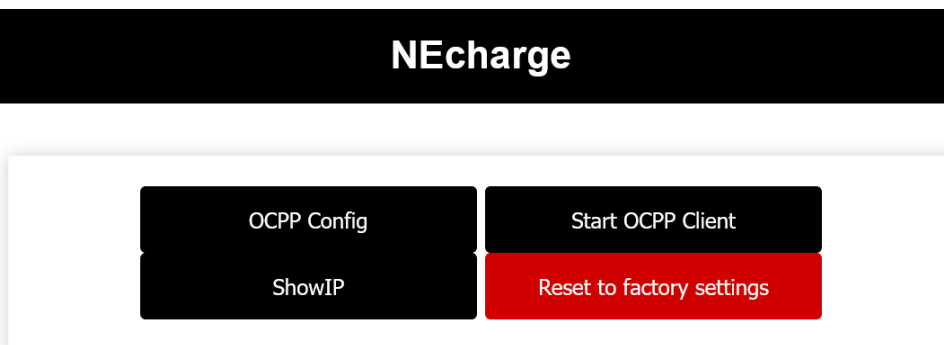 NEcharge
OCPP Config
Start OCPP Client
ShowIP
Reset to factory settings